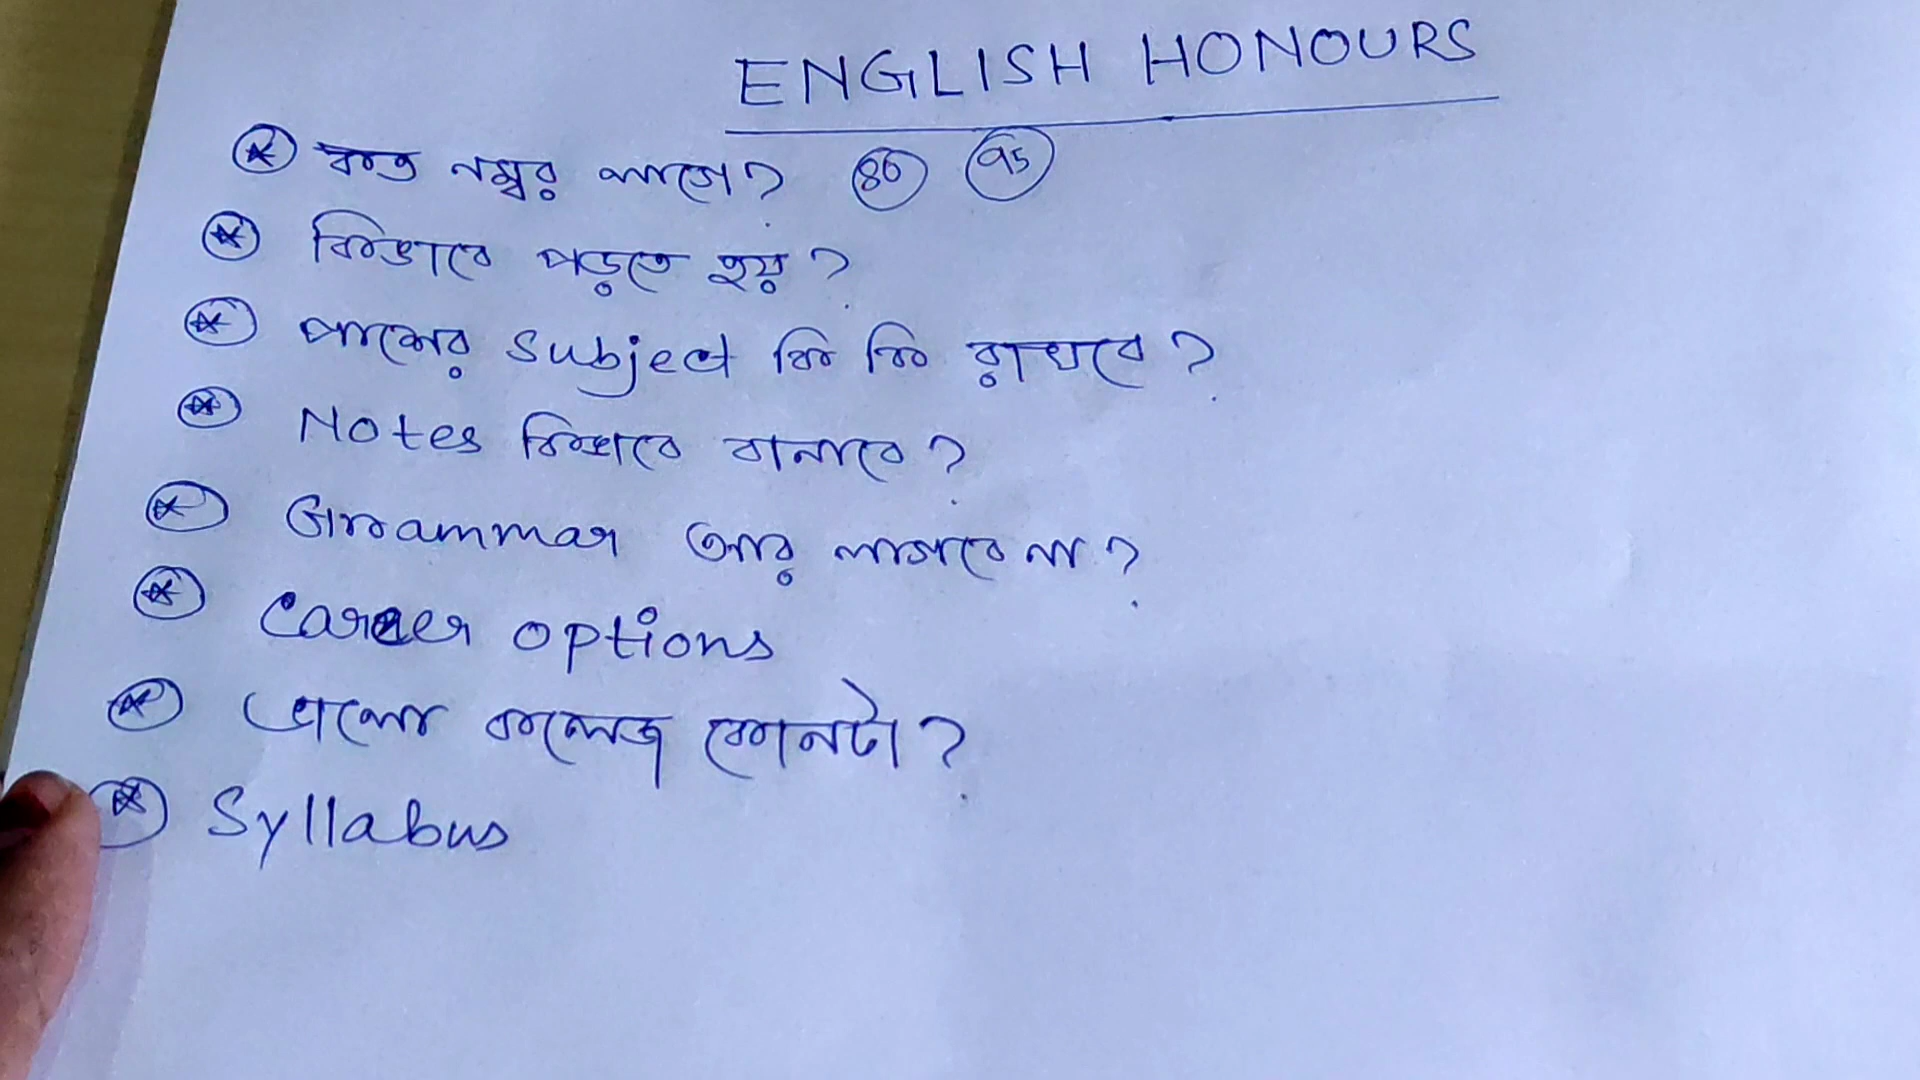 ENGLISH HONOURS
কত নম্বর লাগে? 80 95
কিভাবে পড়তে হয়?
পাশের subject কি কি রাখবে?
Notes কিভাবে বানাবে?
Grammar আর লাগবে না?
Career options
ভালো কলেজ কোনটা?
Syllabus